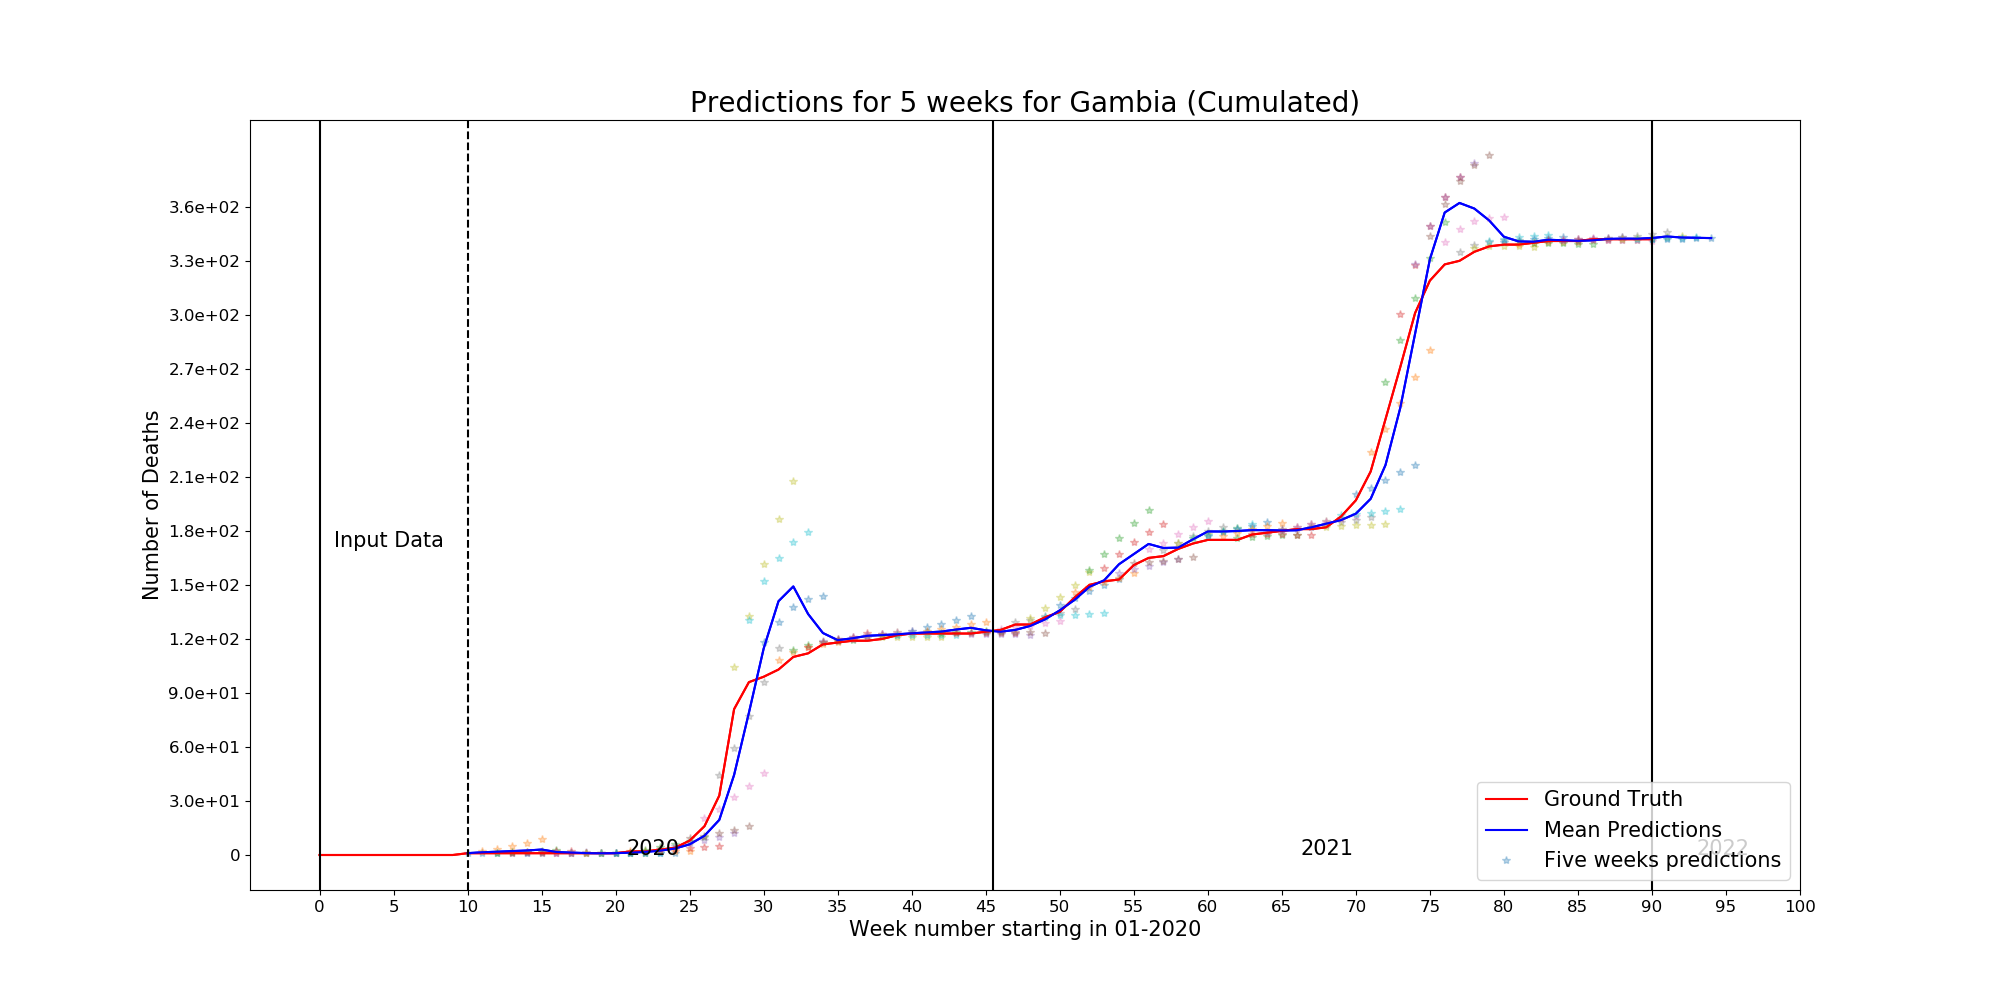 Predictions for 5 weeks for Gambia (Cumulated)
Number of Deaths
3.6e+02
3.3e+02
3.0e+02
2.7e+02
2.4e+02
2.1e+02
1.8e+02
1.5e+02
1.2e+02
9.0e+01
6.0e+01
3.0e+01
0
Input Data
2020
2021
2022
Ground Truth
Mean Predictions
Five weeks predictions
0 5 10 15 20 25 30 35 40 45 50 55 60 65 70 75 80 85 90 95 100
Week number starting in 01-2020